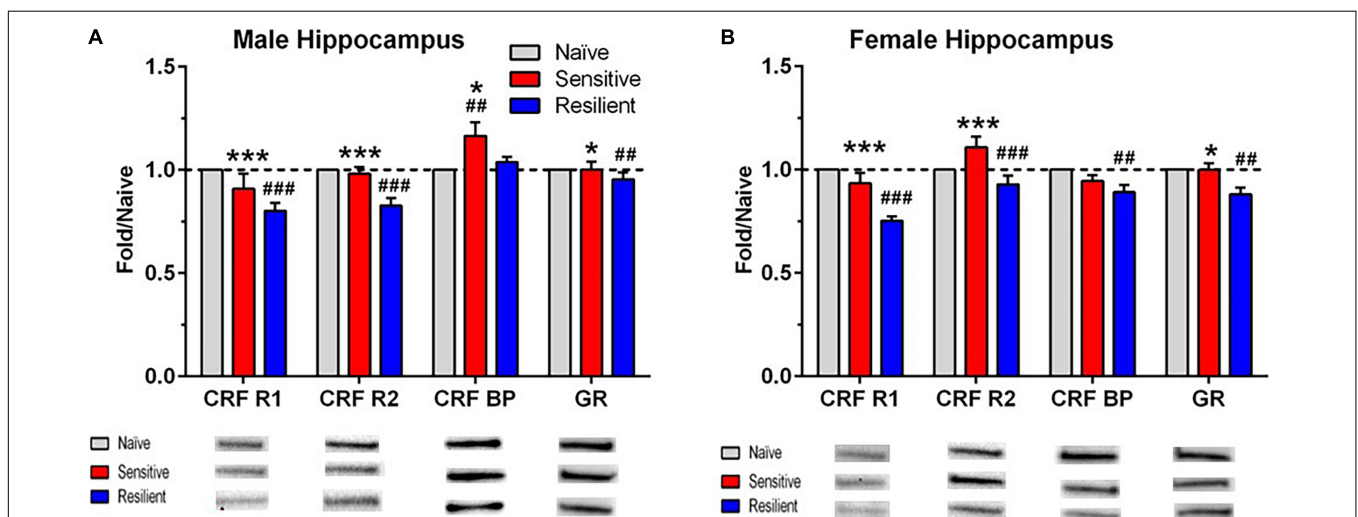 A
Male Hippocampus
Naïve
Sensitive
Resilient
1.5
1.0
0.5
0.0
Fold/Naive
***
###
***
###
*
##
*
##
CRF R1
CRF R2
CRF BP
GR
Naïve
Sensitive
Resilient
B
Female Hippocampus
1.5
1.0
0.5
0.0
Fold/Naive
***
###
***
###
##
*
##
CRF R1
CRF R2
CRF BP
GR
Naïve
Sensitive
Resilient